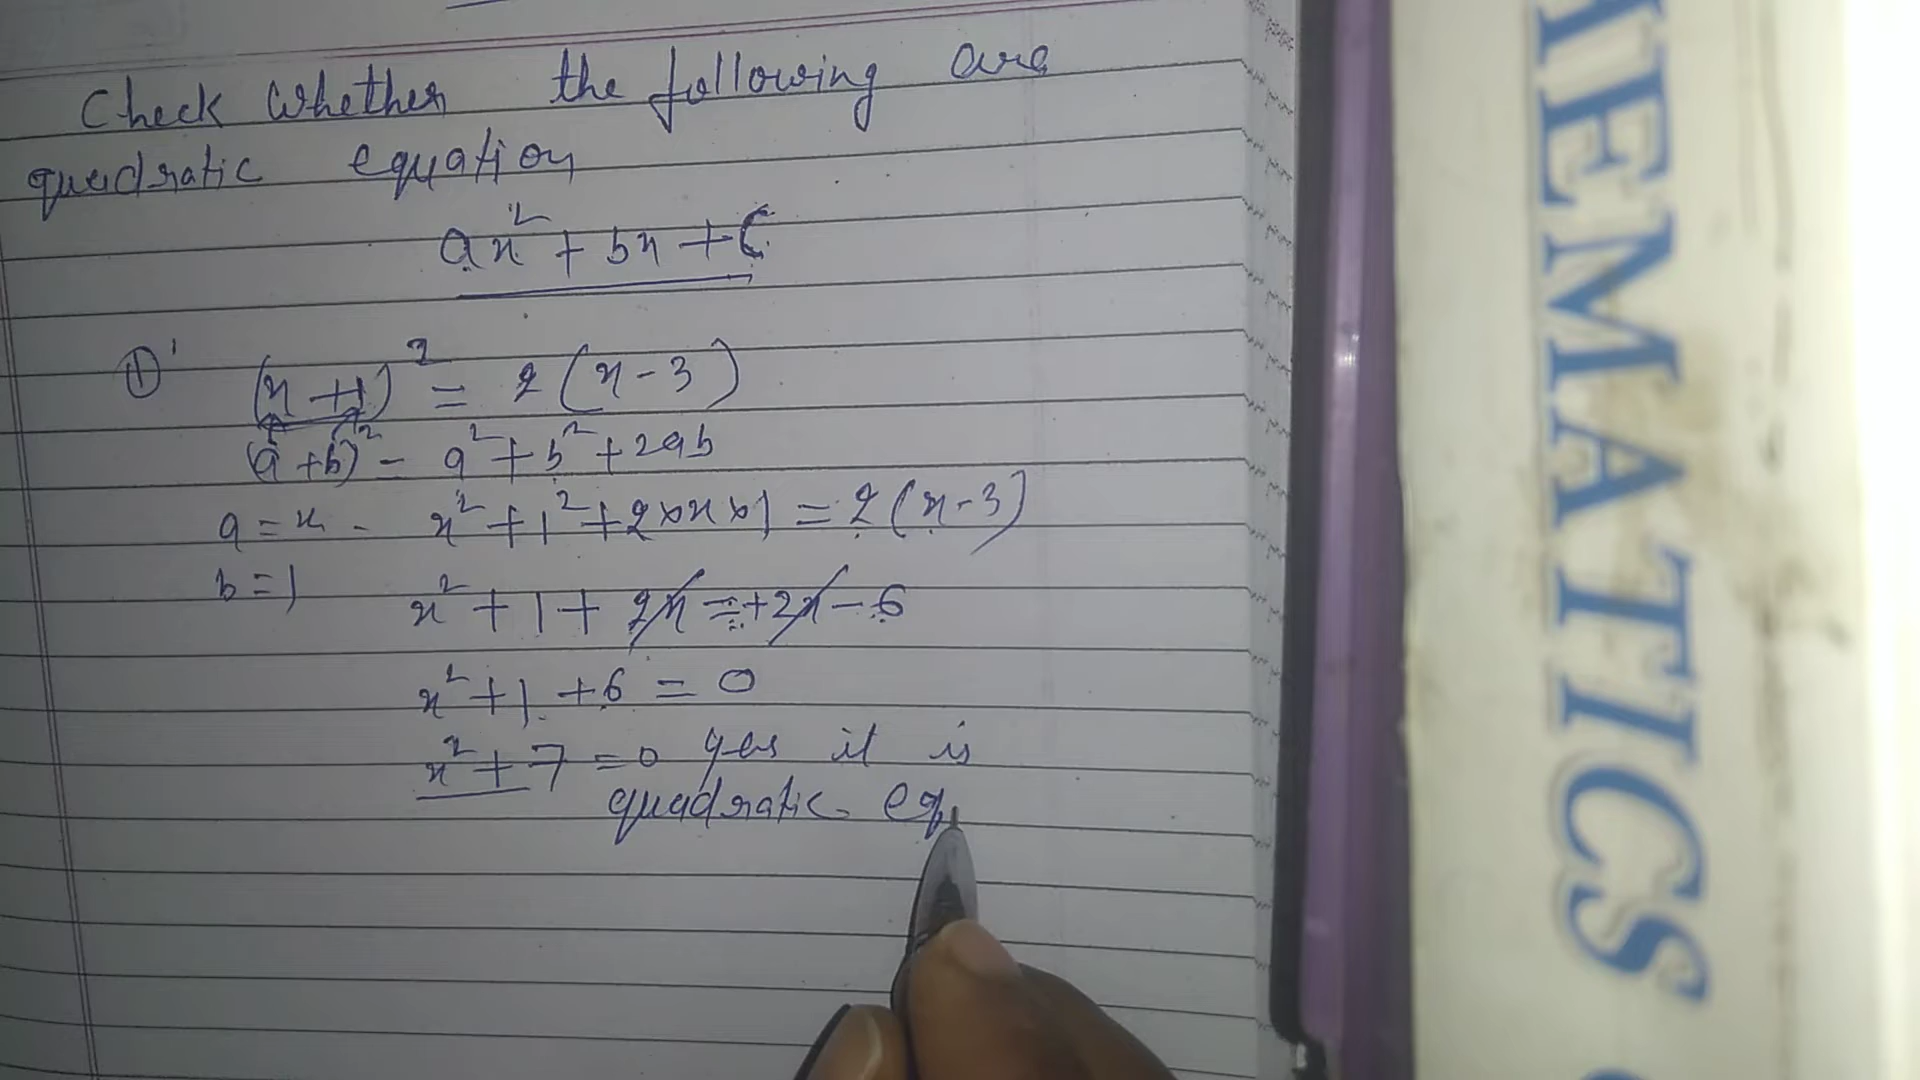 Check whether the following are
quadratic equation
ax² + bx + c
① (x + 1)² = 2 (x - 3)
(a + b)² - a² + b² + 2ab
a = x - x² + 1² + 2 × x × 1 = 2 (x - 3)
b = 1 x² + 1 + 2x = +2x - 6
x² + 1 + 6 = 0
x² + 7 = 0 yes it is
quadratic eq
EMATICS